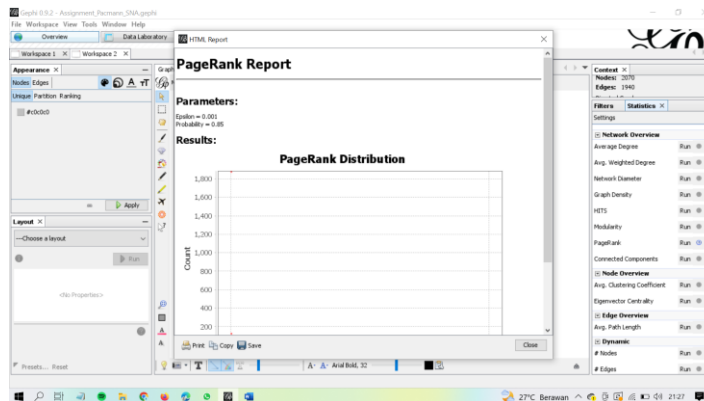 Gephi 0.9.2 - Assignment_Pacmann_SNA.gephi
File Workspace View Tools Window Help
Overview
Data Laboratory
Workspace 1 ×
Workspace 2 ×
Appearance ×
Nodes Edges
Unique Partition Ranking
#c0c0c0
Apply
Layout ×
---Choose a layout
Run
<No Properties>
Presets... Reset
HTML Report
PageRank Report
Parameters:
Epsilon = 0.001
Probability = 0.85
Results:
PageRank Distribution
1,800
1,600
1,400
1,200
1,000
800
600
400
200
Count
Print Copy Save
Close
A- A- Arial Bold, 32
Context ×
Nodes: 2070
Edges: 1940
Filters Statistics ×
Settings
Network Overview
Average Degree Run
Avg. Weighted Degree Run
Network Diameter Run
Graph Density Run
HITS Run
Modularity Run
PageRank Run
Connected Components Run
Node Overview
Avg. Clustering Coefficient Run
Eigenvector Centrality Run
Edge Overview
Avg. Path Length Run
Dynamic
# Nodes Run
# Edges Run
27°C Berawan
21:27